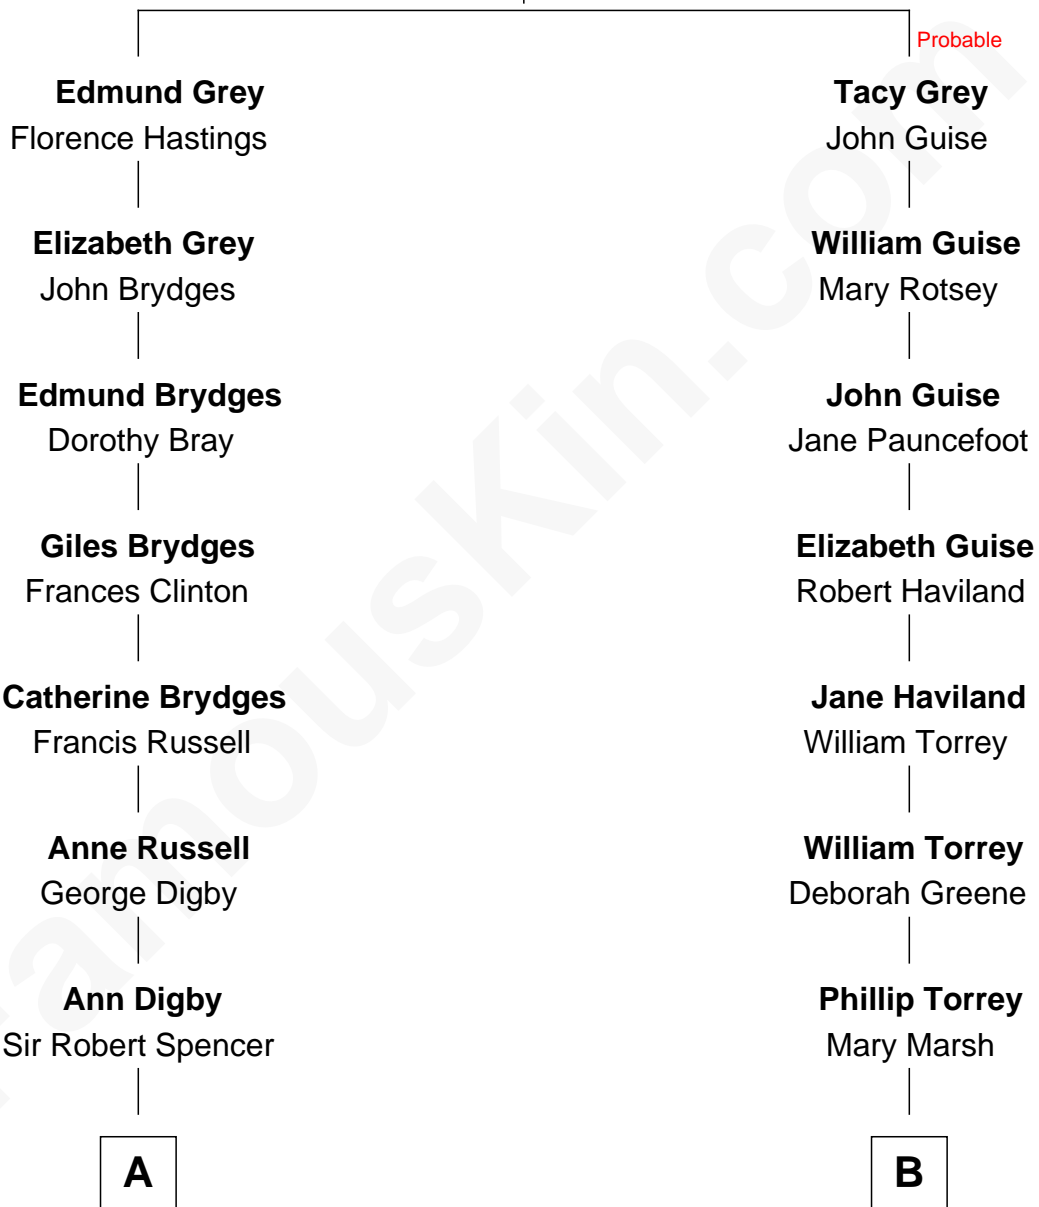 Probable
Edmund Grey
Florence Hastings
Tacy Grey
John Guise
Elizabeth Grey
John Brydges
William Guise
Mary Rotsey
Edmund Brydges
Dorothy Bray
John Guise
Jane Pauncefoot
Giles Brydges
Frances Clinton
Elizabeth Guise
Robert Haviland
Catherine Brydges
Francis Russell
Jane Haviland
William Torrey
Anne Russell
George Digby
William Torrey
Deborah Greene
Ann Digby
Sir Robert Spencer
Phillip Torrey
Mary Marsh
A
B
FamousKin.com